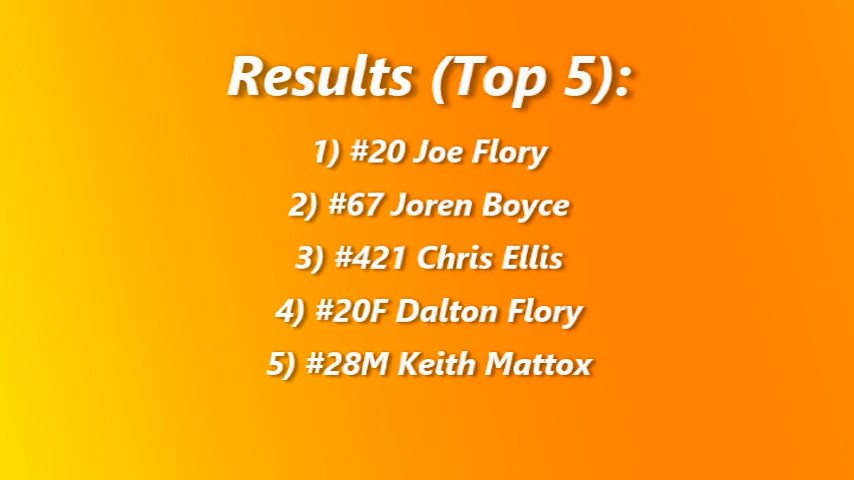 Results (Top 5):
1) #20 Joe Flory
2) #67 Joren Boyce
3) #421 Chris Ellis
4) #20F Dalton Flory
5) #28M Keith Mattox